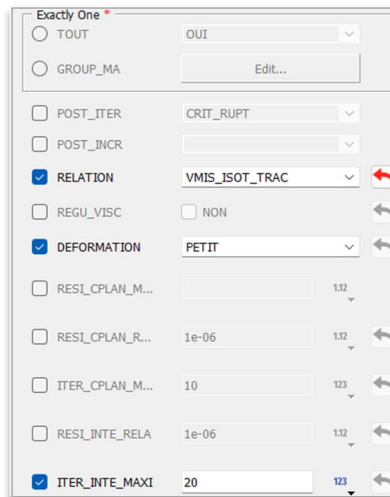 Exactly One *
TOUT OUI
GROUP_MA Edit...
POST_ITER CRIT_RUPT
POST_INCR
RELATION VMIS_ISOT_TRAC
REGU_VISC NON
DEFORMATION PETIT
RESI_CPLAN_M... 1.12
RESI_CPLAN_R... 1e-06 1.12
ITER_CPLAN_M... 10 123
RESI_INTE_RELA 1e-06 1.12
ITER_INTE_MAXI 20 123